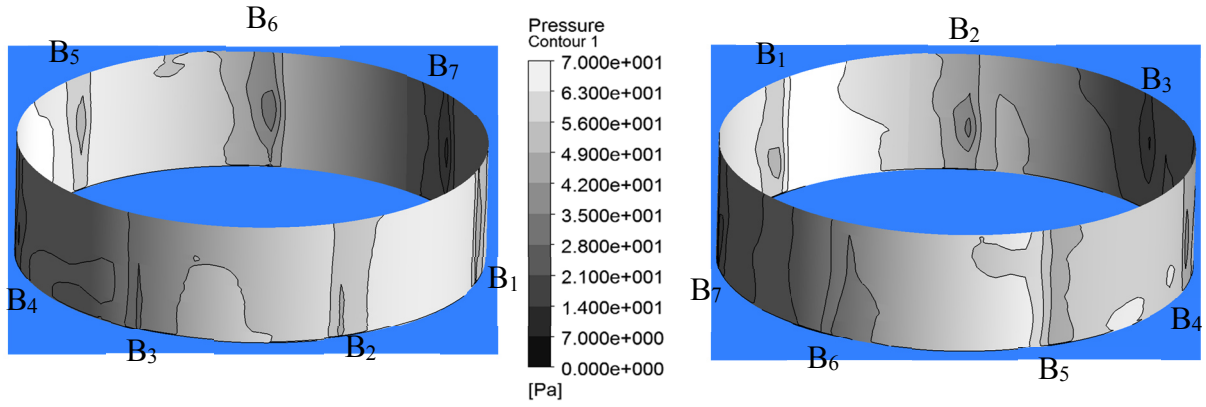 B6
B5
B7
B4
B3
B2
B1
Pressure
Contour 1
7.000e+001
6.300e+001
5.600e+001
4.900e+001
4.200e+001
3.500e+001
2.800e+001
2.100e+001
1.400e+001
7.000e+000
0.000e+000
[Pa]
B2
B1
B3
B7
B6
B5
B4